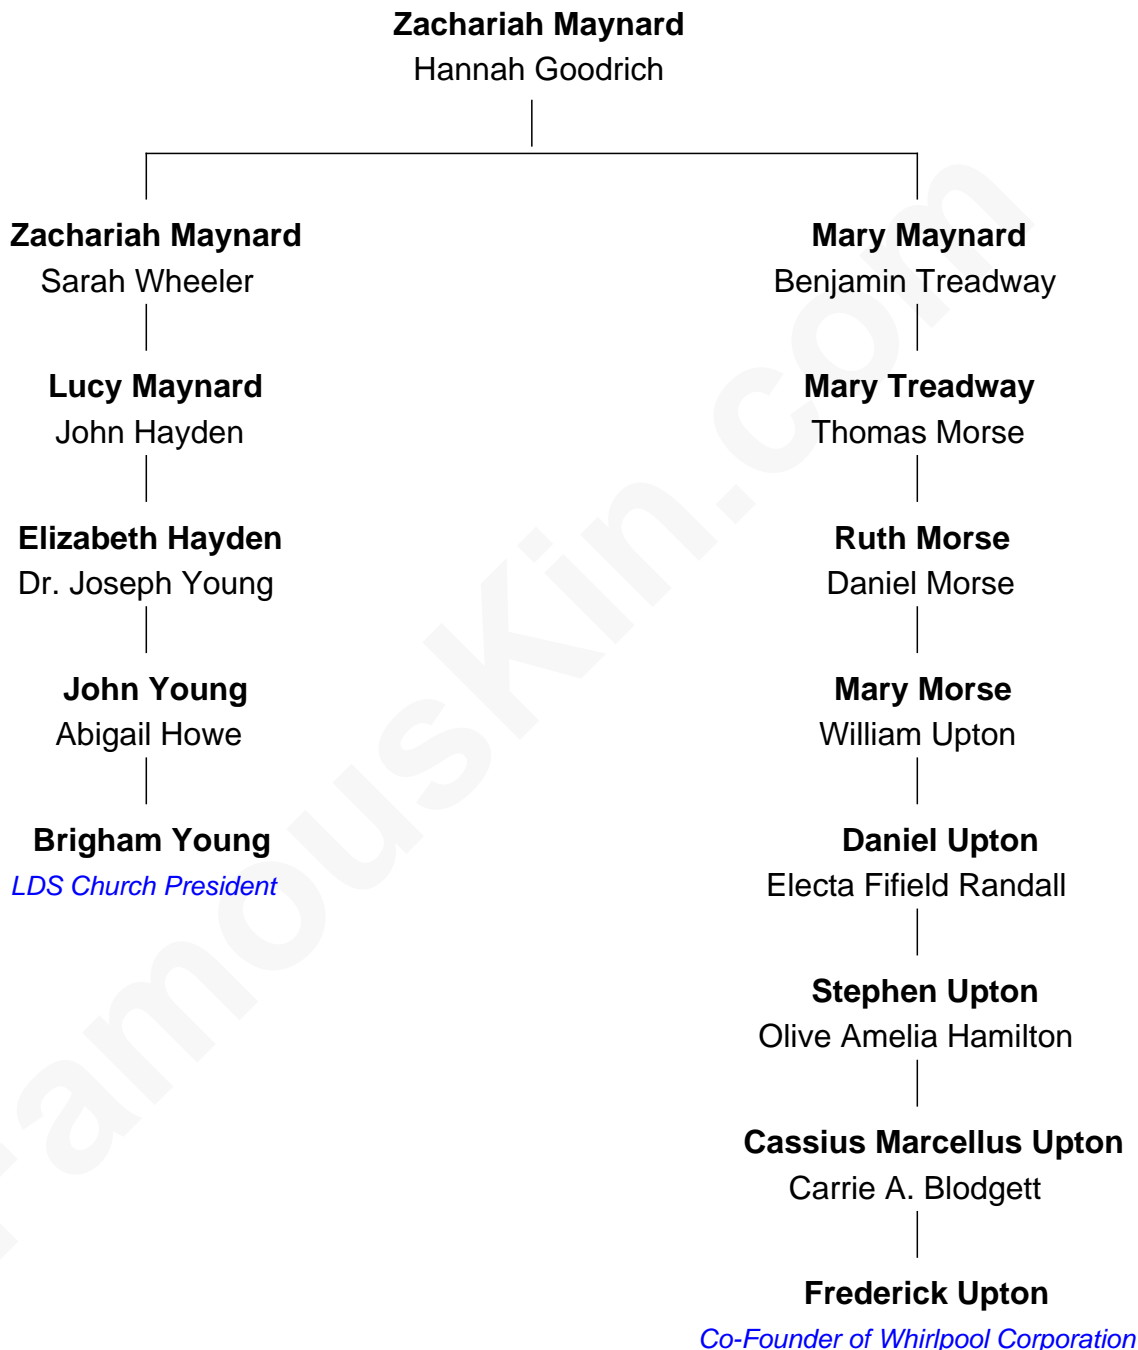 Zachariah Maynard
Hannah Goodrich
Zachariah Maynard
Sarah Wheeler
Lucy Maynard
John Hayden
Elizabeth Hayden
Dr. Joseph Young
John Young
Abigail Howe
Brigham Young
LDS Church President
Mary Maynard
Benjamin Treadway
Mary Treadway
Thomas Morse
Ruth Morse
Daniel Morse
Mary Morse
William Upton
Daniel Upton
Electa Fifield Randall
Stephen Upton
Olive Amelia Hamilton
Cassius Marcellus Upton
Carrie A. Blodgett
Frederick Upton
Co-Founder of Whirlpool Corporation
FamousKin.com